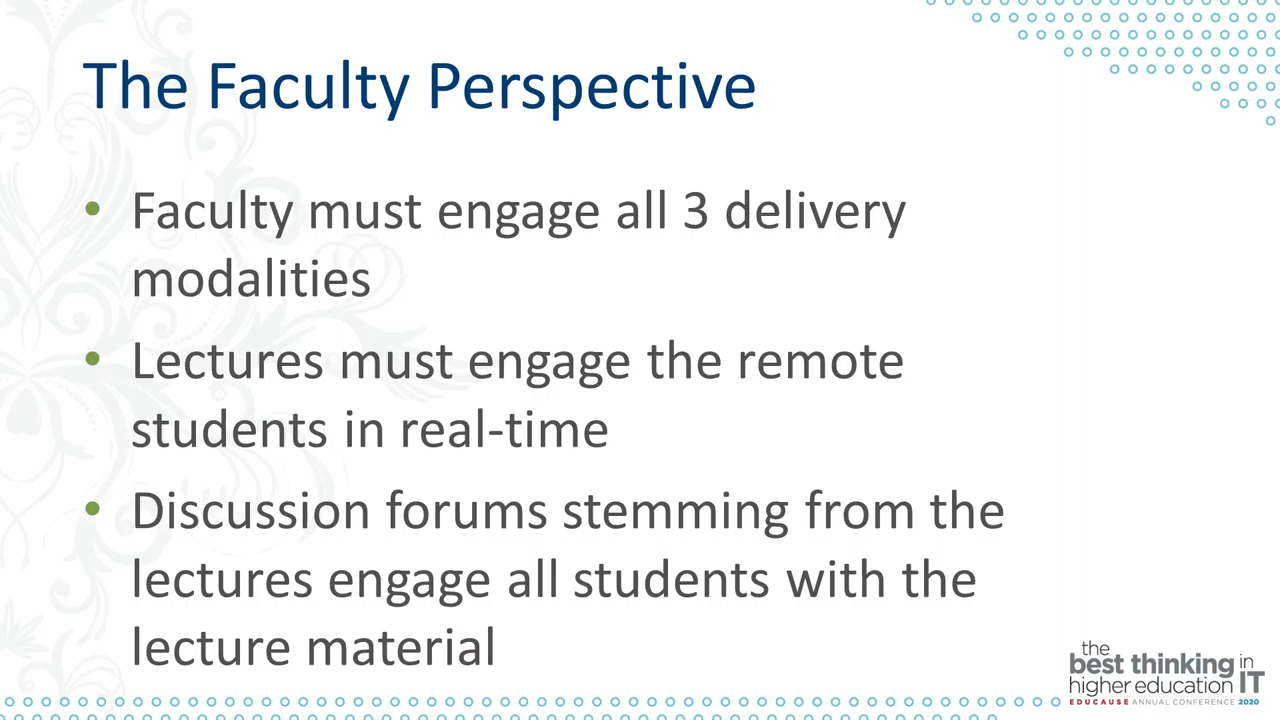 The Faculty Perspective
• Faculty must engage all 3 delivery
modalities
• Lectures must engage the remote
students in real-time
• Discussion forums stemming from the
lectures engage all students with the
lecture material
the
best thinking in
higher education IT
EDUCAUSE ANNUAL CONFERENCE 2020